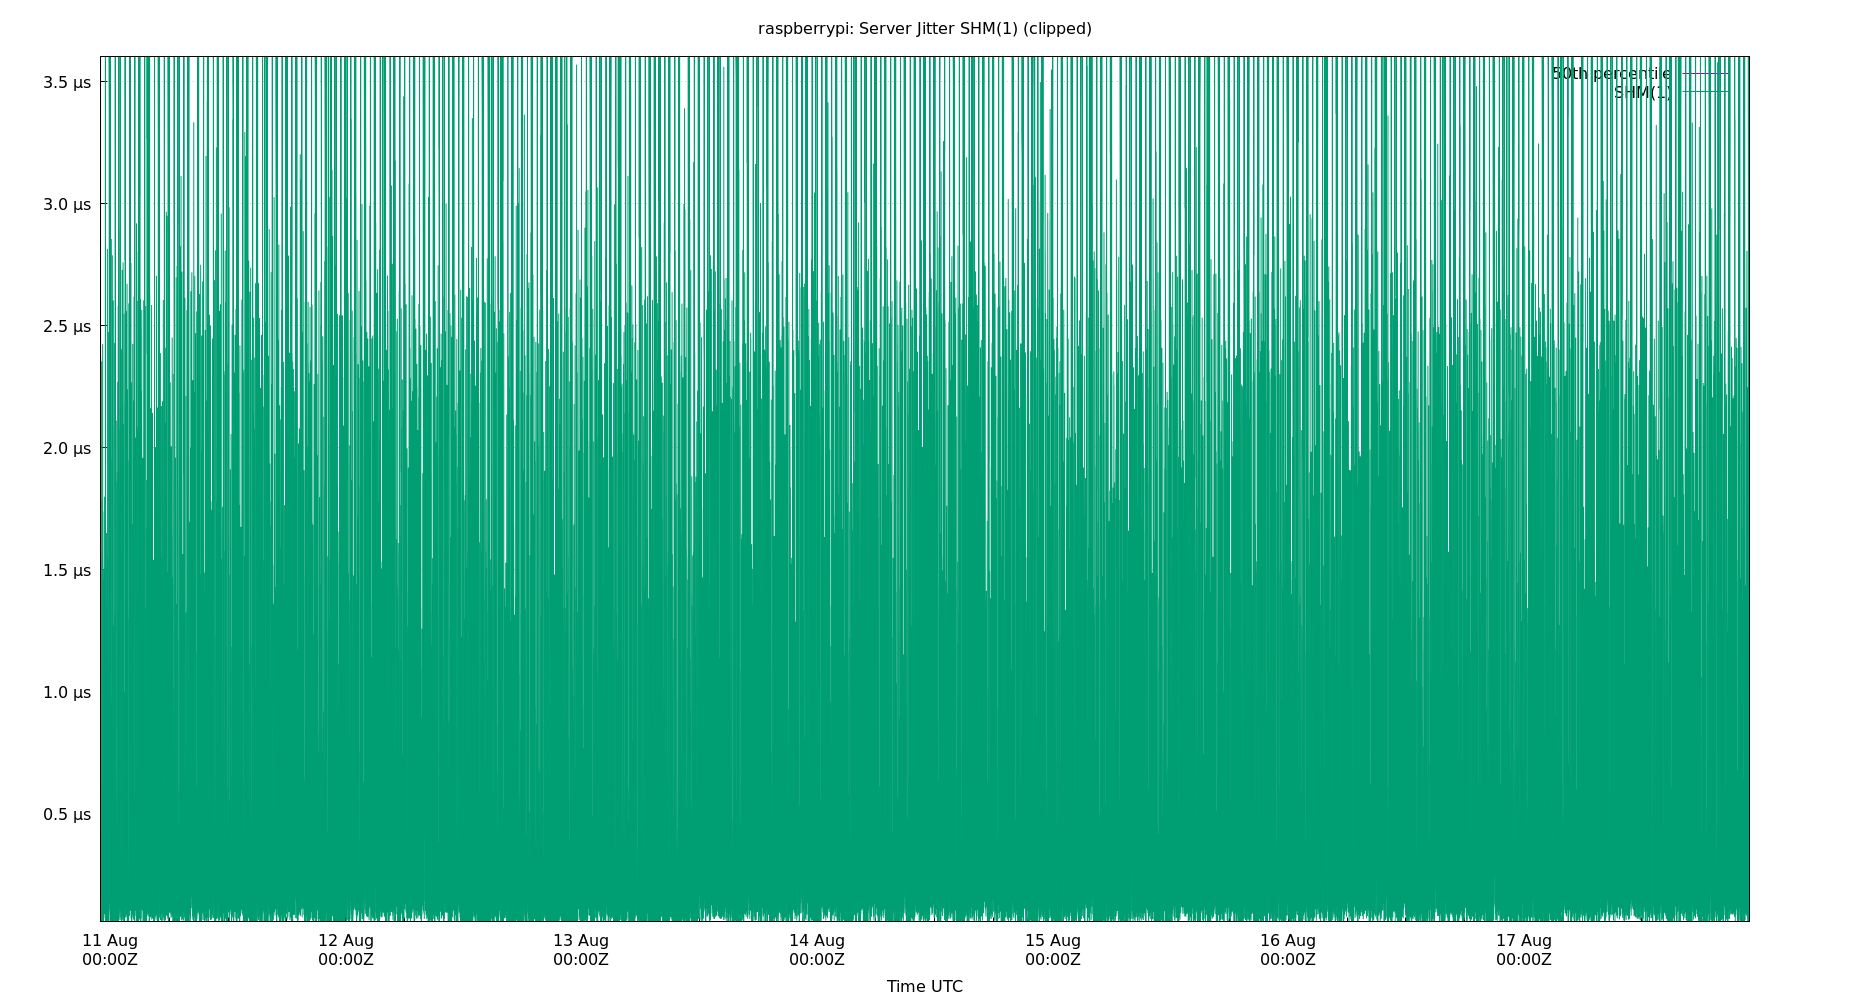 raspberrypi: Server Jitter SHM(1) (clipped)
50th percentile
SHM(1)
3.5 µs
3.0 µs
2.5 µs
2.0 µs
1.5 µs
1.0 µs
0.5 µs
11 Aug 12 Aug 13 Aug 14 Aug 15 Aug 16 Aug 17 Aug
00:00Z 00:00Z 00:00Z 00:00Z 00:00Z 00:00Z 00:00Z
Time UTC